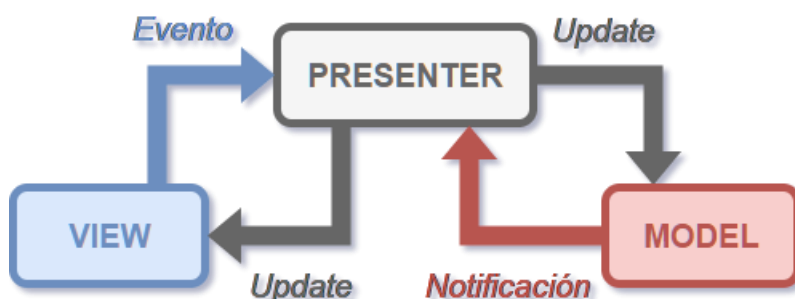 Evento
Update
PRESENTER
VIEW
MODEL
Update
Notificación